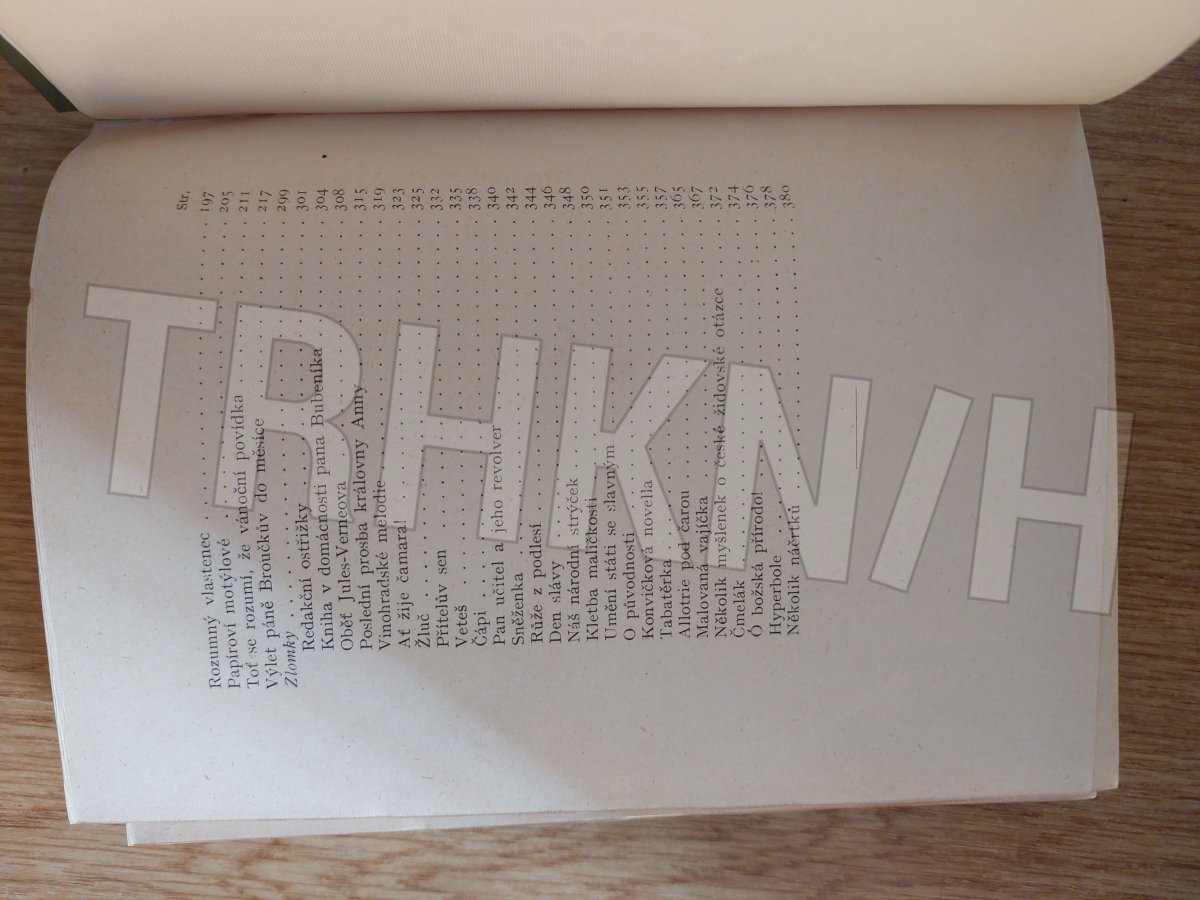 Str.
Rozumný vlastenec . . . . . . . . . . . . . . . . . . 197
Papíroví motýlové . . . . . . . . . . . . . . . . . . 205
Toť se rozumí, že vánoční povídka . . . . . . . . . . 211
Výlet páně Broučkův do měsíce . . . . . . . . . . . . 217
Zlomky . . . . . . . . . . . . . . . . . . . . . . . . 299
Redakční ostřižky . . . . . . . . . . . . . . . . . . 301
Kniha v domácnosti pana Bubeníka . . . . . . . . . . 304
Oběť Jules-Verneova . . . . . . . . . . . . . . . . . 308
Poslední prosba královny Anny . . . . . . . . . . . . 315
Vinohradské melodie . . . . . . . . . . . . . . . . . 319
Ať žije čamara! . . . . . . . . . . . . . . . . . . . 323
Žluč . . . . . . . . . . . . . . . . . . . . . . . . . 325
Přítelův sen . . . . . . . . . . . . . . . . . . . . . 332
Veteš . . . . . . . . . . . . . . . . . . . . . . . . 335
Čápi . . . . . . . . . . . . . . . . . . . . . . . . . 338
Pan učitel a jeho revolver . . . . . . . . . . . . . . 340
Sněženka . . . . . . . . . . . . . . . . . . . . . . . 342
Růže z podlesí . . . . . . . . . . . . . . . . . . . . 344
Den slávy . . . . . . . . . . . . . . . . . . . . . . 346
Náš národní strýček . . . . . . . . . . . . . . . . . 348
Kletba maličkosti . . . . . . . . . . . . . . . . . . 350
Umění státi se slavným . . . . . . . . . . . . . . . . 351
O původnosti . . . . . . . . . . . . . . . . . . . . . 353
Konvičková novella . . . . . . . . . . . . . . . . . . 355
Tabatěrka . . . . . . . . . . . . . . . . . . . . . . 357
Allotrie pod čarou . . . . . . . . . . . . . . . . . . 365
Malovaná vajíčka . . . . . . . . . . . . . . . . . . . 367
Několik myšlenek o české židovské otázce . . . . . . 372
Čmelák . . . . . . . . . . . . . . . . . . . . . . . . 374
Ó božská přírodo! . . . . . . . . . . . . . . . . . . 376
Hyperbole . . . . . . . . . . . . . . . . . . . . . . 378
Několik náčrtků . . . . . . . . . . . . . . . . . . . 380
TRHKNIH